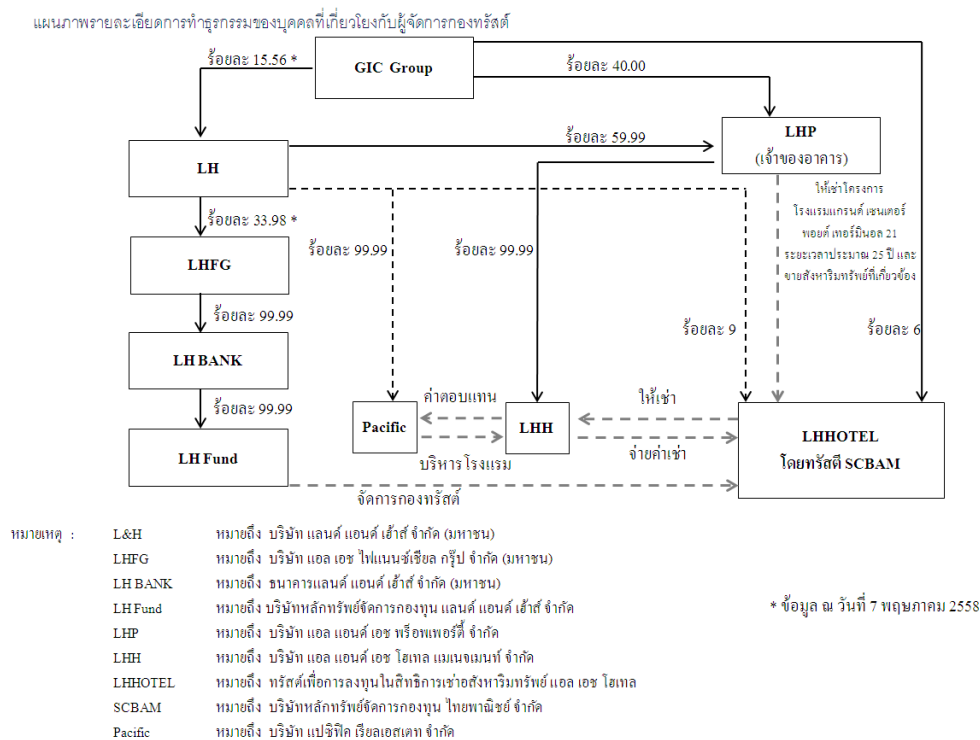 แผนภาพรายละเอียดการทำธุรกรรมของบุคคลที่เกี่ยวโยงกับผู้จัดการกองทรัสต์
ร้อยละ 15.56 *
GIC Group
ร้อยละ 40.00
LH
ร้อยละ 59.99
LHP
(เจ้าของอาคาร)
ให้เช่าโครงการ
โรงแรมแกรนด์ เซนเตอร์
พอยต์ เทอร์มินอล 21
ระยะเวลาประมาณ 25 ปี และ
ขายสังหาริมทรัพย์ที่เกี่ยวข้อง
ร้อยละ 33.98 *
ร้อยละ 99.99
ร้อยละ 99.99
LHFG
ร้อยละ 99.99
ร้อยละ 9
ร้อยละ 6
LH BANK
ร้อยละ 99.99
ค่าตอบแทน
ให้เช่า
Pacific
LHH
LHHOTEL
โดยทรัสตี SCBAM
LH Fund
บริหารโรงแรม
จ่ายค่าเช่า
จัดการกองทรัสต์
หมายเหตุ :
L&H หมายถึง บริษัท แลนด์ แอนด์ เฮ้าส์ จำกัด (มหาชน)
LHFG หมายถึง บริษัท แอล เอช ไฟแนนซ์เชียล กรุ๊ป จำกัด (มหาชน)
LH BANK หมายถึง ธนาคารแลนด์ แอนด์ เฮ้าส์ จำกัด (มหาชน)
LH Fund หมายถึง บริษัทหลักทรัพย์จัดการกองทุน แลนด์ แอนด์ เฮ้าส์ จำกัด
* ข้อมูล ณ วันที่ 7 พฤษภาคม 2558
LHP หมายถึง บริษัท แอล แอนด์ เอช พร็อพเพอร์ตี้ จำกัด
LHH หมายถึง บริษัท แอล แอนด์ เอช โฮเทล แมเนจเมนท์ จำกัด
LHHOTEL หมายถึง ทรัสต์เพื่อการลงทุนในสิทธิการเช่าอสังหาริมทรัพย์ แอล เอช โฮเทล
SCBAM หมายถึง บริษัทหลักทรัพย์จัดการกองทุน ไทยพาณิชย์ จำกัด
Pacific หมายถึง บริษัท แปซิฟิค เรียลเอสเตท จำกัด